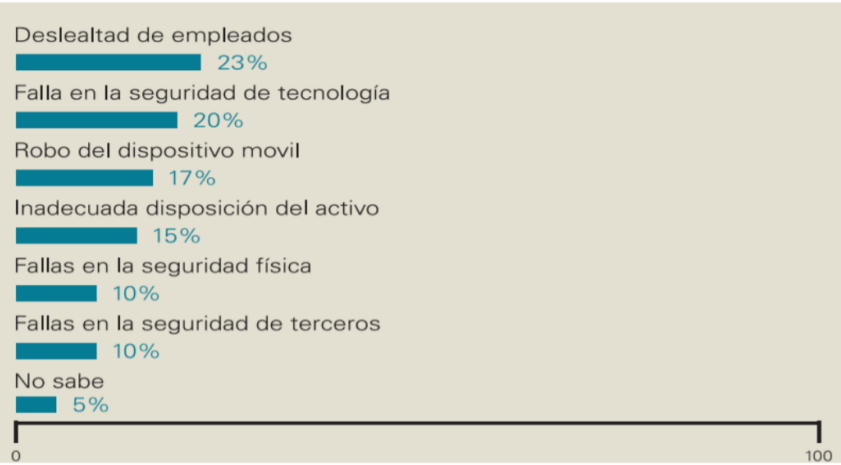 Deslealtad de empleados
23%
Falla en la seguridad de tecnología
20%
Robo del dispositivo movil
17%
Inadecuada disposición del activo
15%
Fallas en la seguridad física
10%
Fallas en la seguridad de terceros
10%
No sabe
5%
0 100